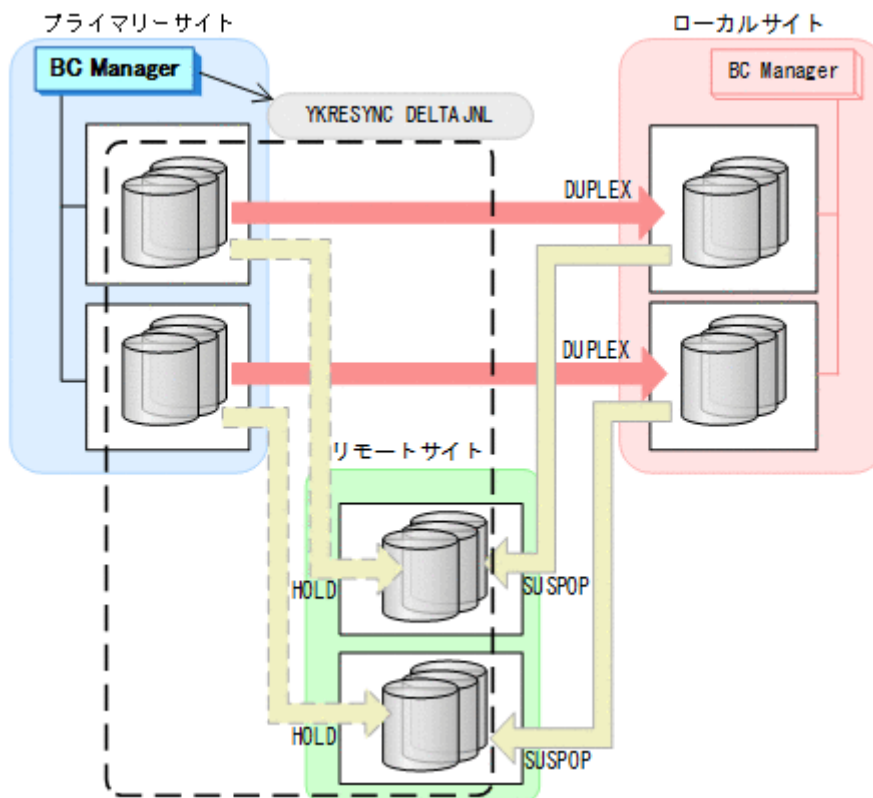 プライマリーサイト
ローカルサイト
BC Manager
BC Manager
YKRESYNC DELTAJNL
DUPLEX
DUPLEX
リモートサイト
HOLD
SUSPOP
HOLD
SUSPOP